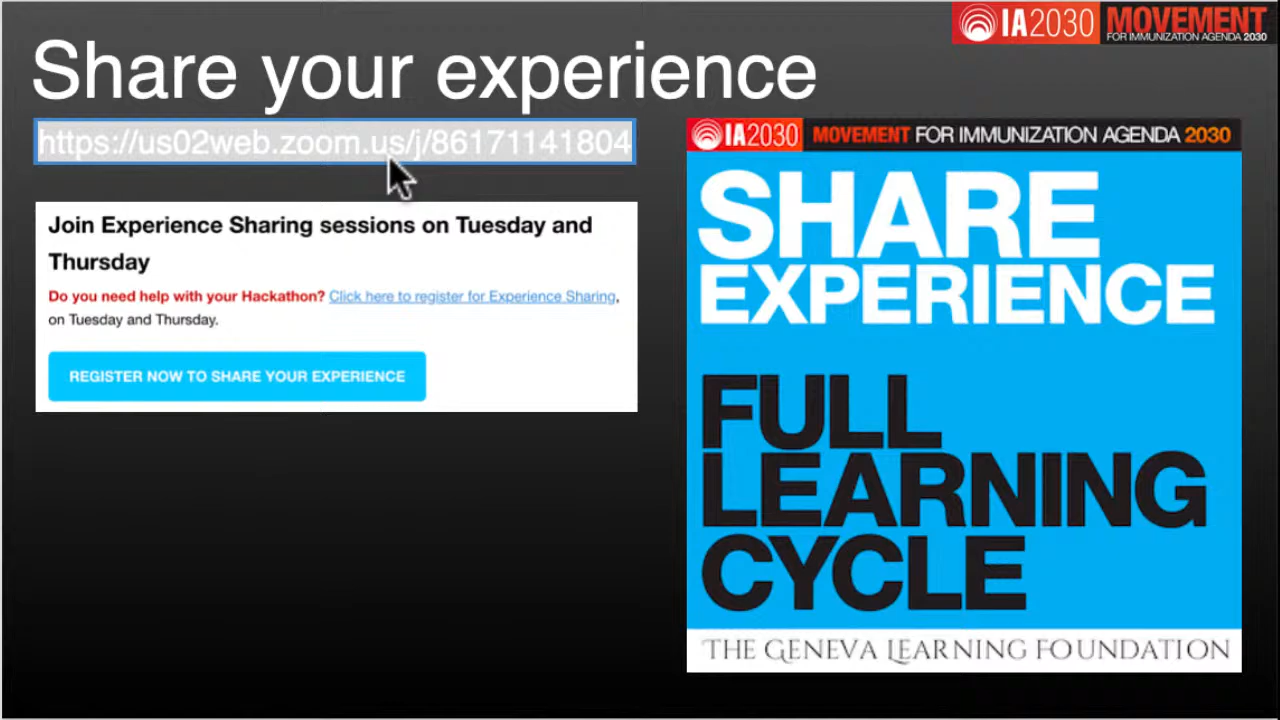 IA2030 MOVEMENT
FOR IMMUNIZATION AGENDA 2030
Share your experience
https://us02web.zoom.us/j/86171141804
Join Experience Sharing sessions on Tuesday and
Thursday
Do you need help with your Hackathon? Click here to register for Experience Sharing,
on Tuesday and Thursday.
REGISTER NOW TO SHARE YOUR EXPERIENCE
IA2030 MOVEMENT FOR IMMUNIZATION AGENDA 2030
SHARE
EXPERIENCE
FULL
LEARNING
CYCLE
THE GENEVA LEARNING FOUNDATION